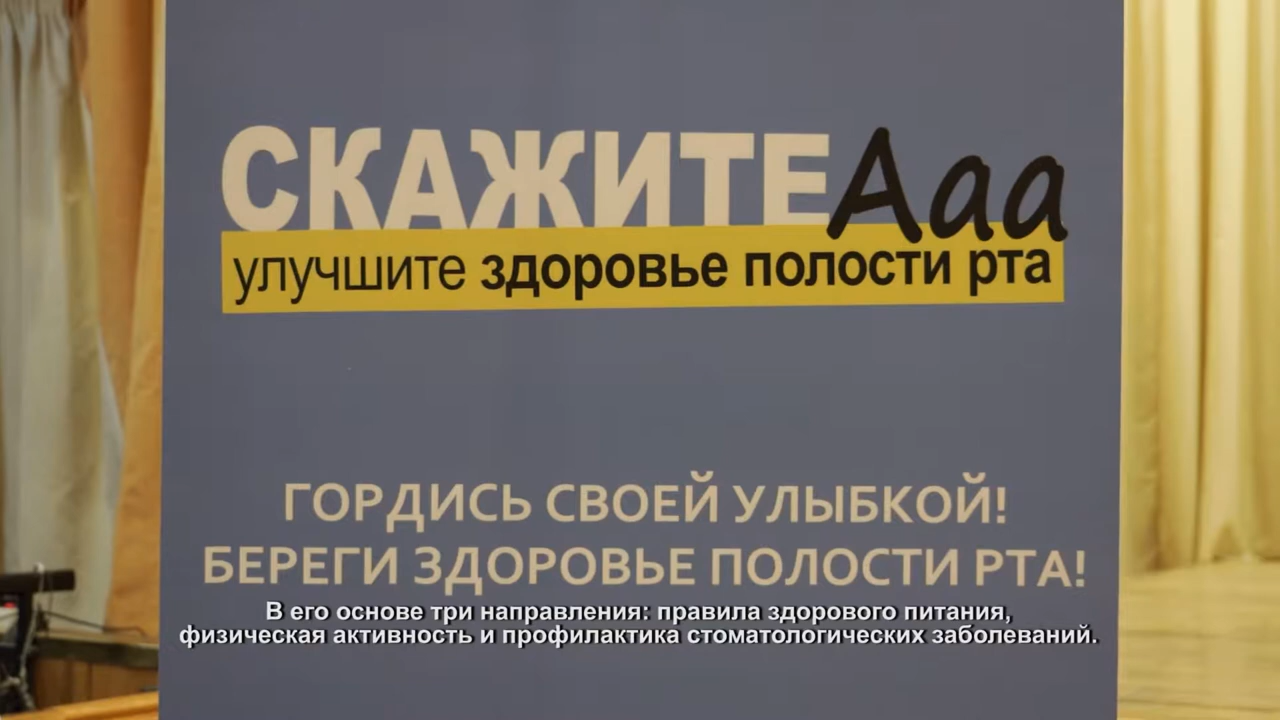 СКАЖИТЕ Ааа
улучшите здоровье полости рта
ГОРДИСЬ СВОЕЙ УЛЫБКОЙ!
БЕРЕГИ ЗДОРОВЬЕ ПОЛОСТИ РТА!
В его основе три направления: правила здорового питания,
физическая активность и профилактика стоматологических заболеваний.